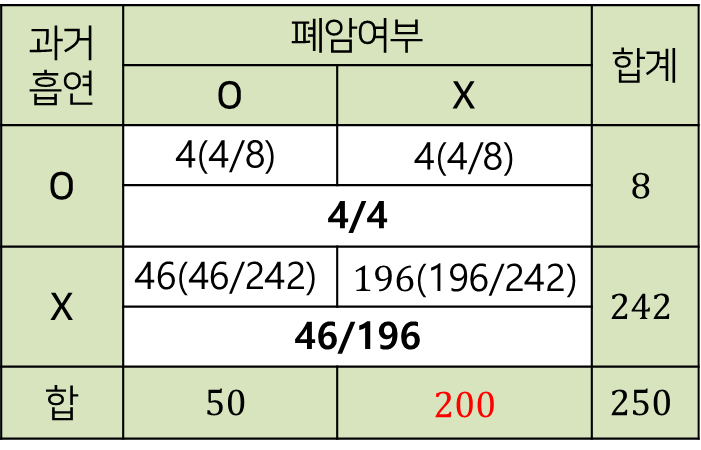 과거
흡연
폐암여부
합계
O
X
O
4(4/8)
4(4/8)
8
4/4
X
46(46/242)
196(196/242)
242
46/196
합
50
200
250